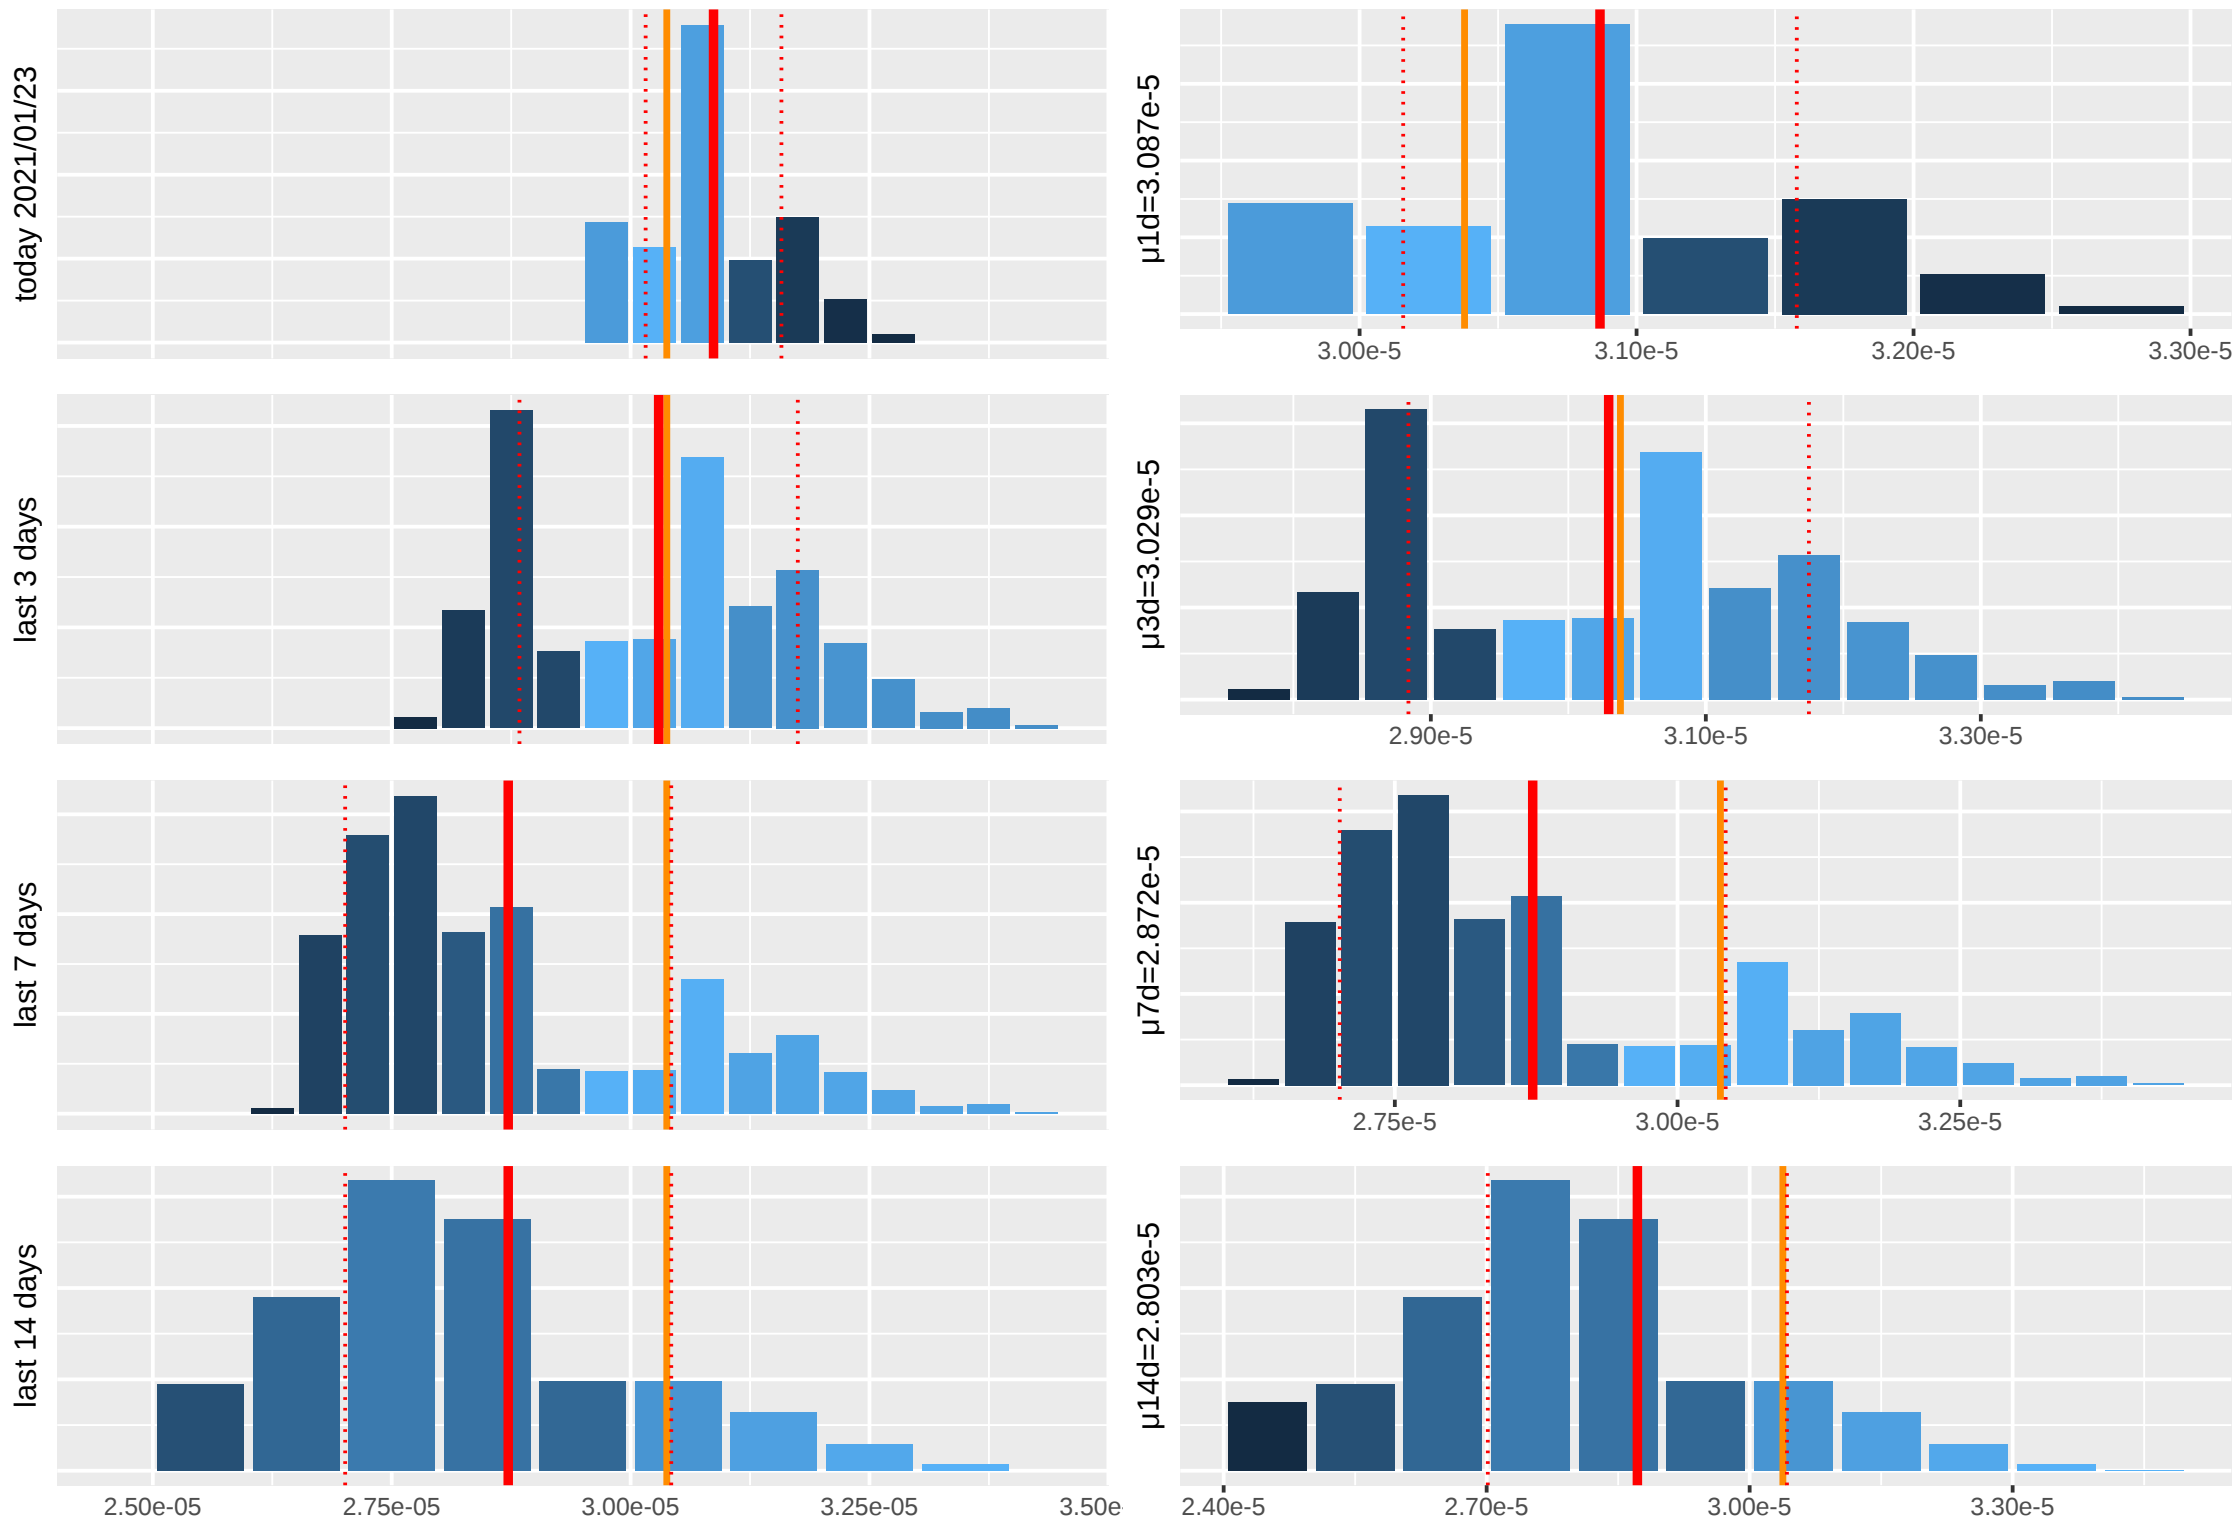 today 2021/01/23
µ1d=3.087e-5
3.00e-5 3.10e-5 3.20e-5 3.30e-5
last 3 days
µ3d=3.029e-5
2.90e-5 3.10e-5 3.30e-5
last 7 days
µ7d=2.872e-5
2.75e-5 3.00e-5 3.25e-5
last 14 days
µ14d=2.803e-5
2.50e-05 2.75e-05 3.00e-05 3.25e-05 3.50e-
2.40e-5 2.70e-5 3.00e-5 3.30e-5